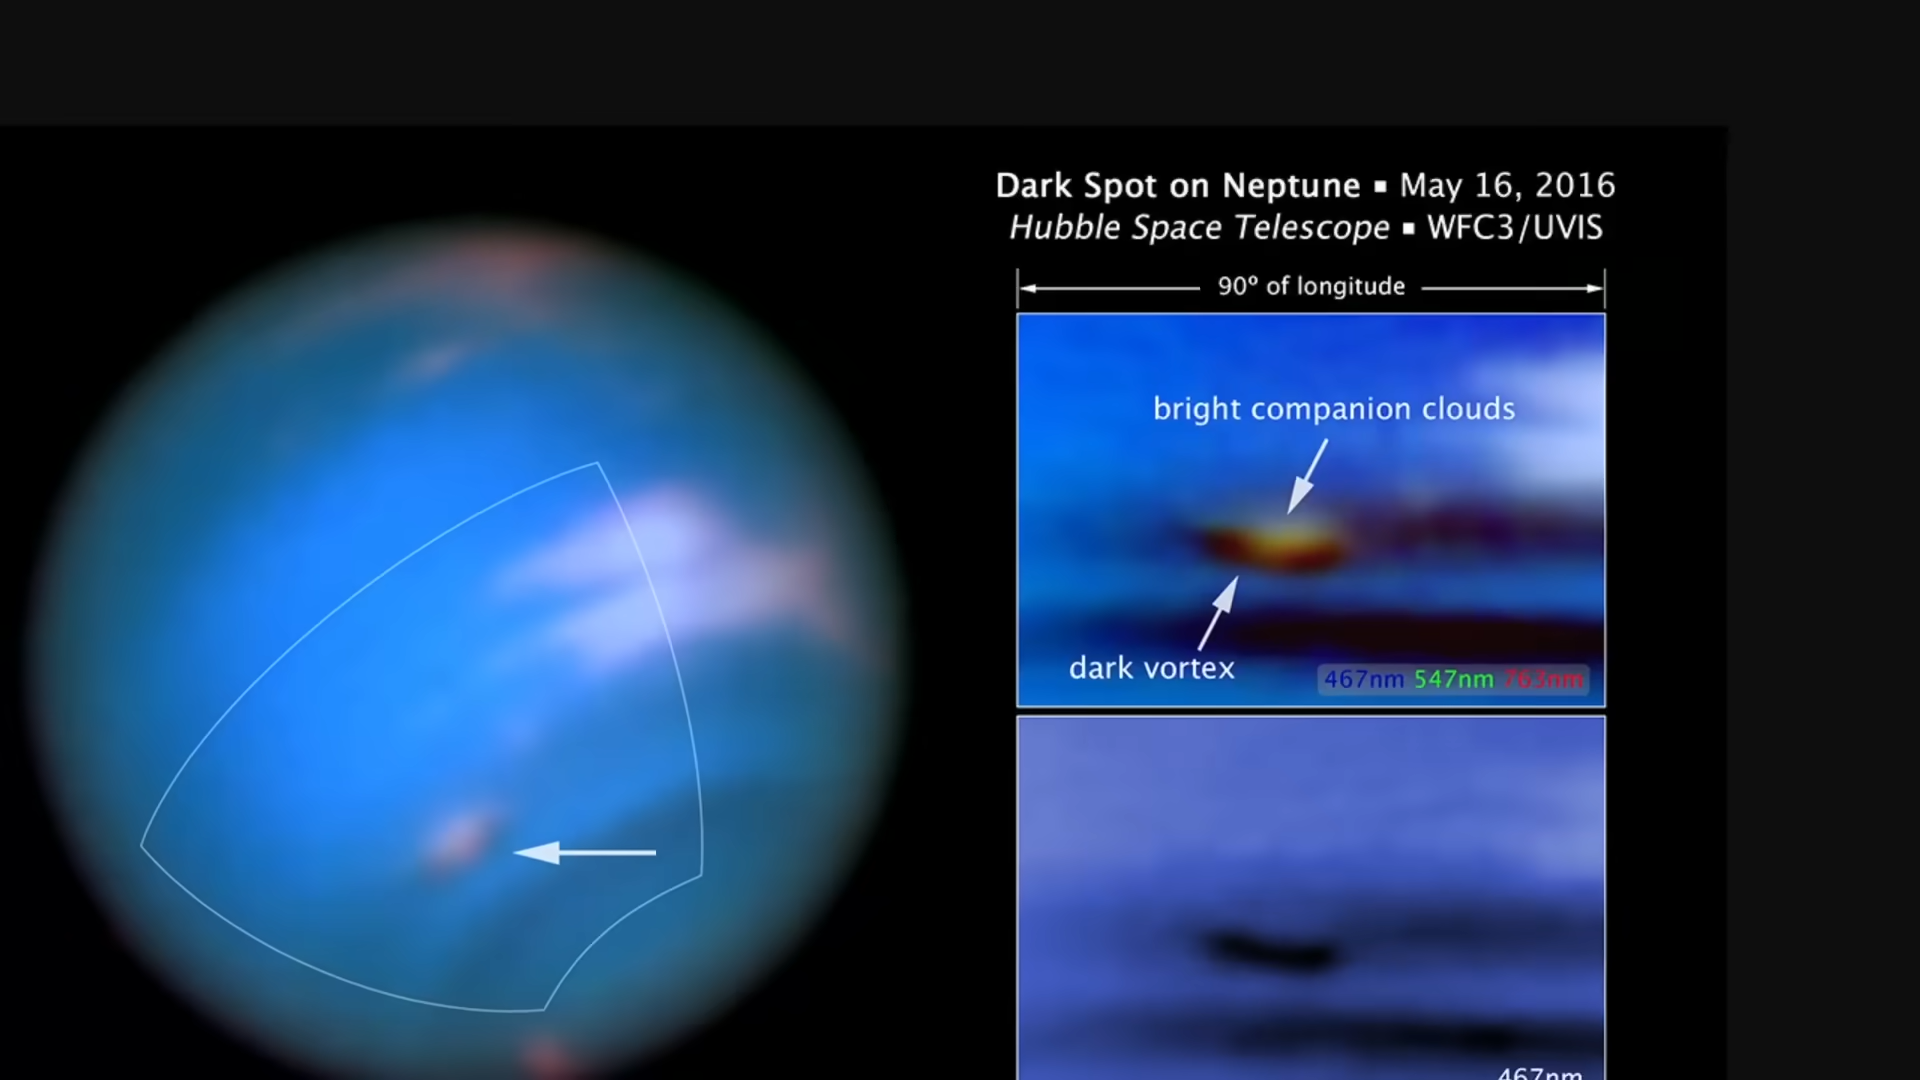 Dark Spot on Neptune ▪ May 16, 2016
Hubble Space Telescope ▪ WFC3/UVIS
90º of longitude
bright companion clouds
dark vortex
467nm 547nm 763nm
467nm